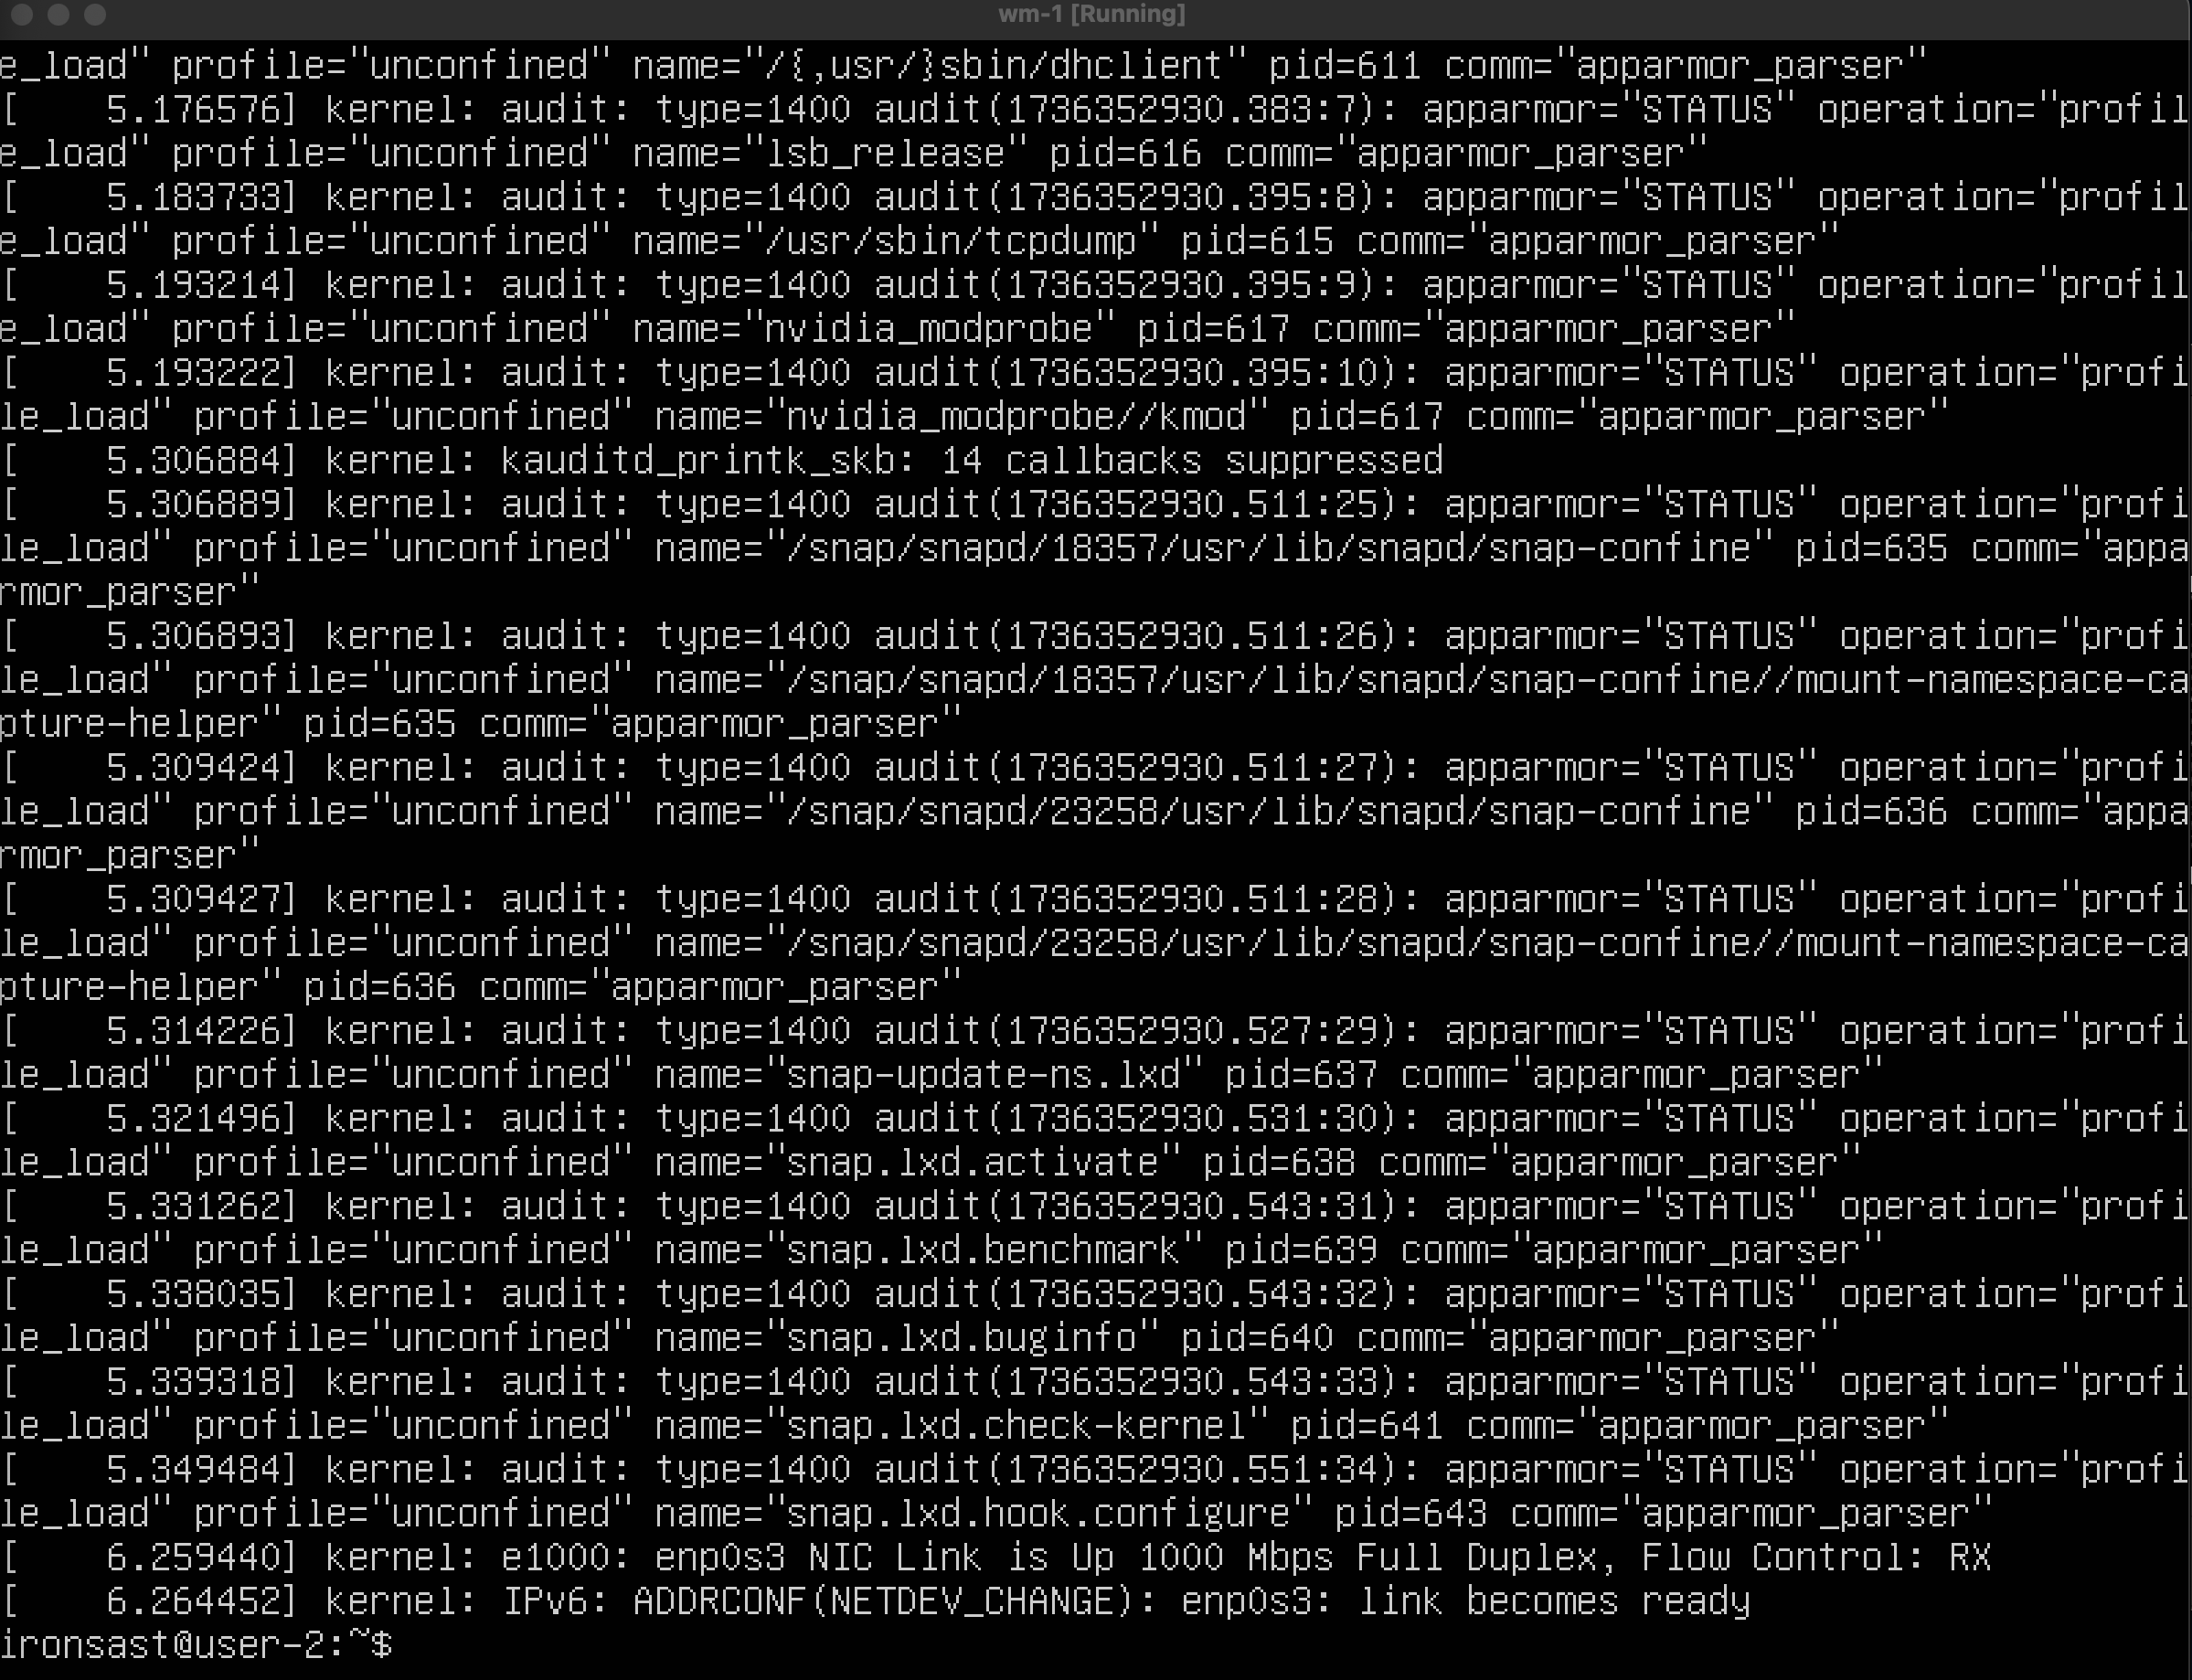 wm-1 [Running]
e_load" profile="unconfined" name="/{,usr/}sbin/dhclient" pid=611 comm="apparmor_parser"
[    5.176576] kernel: audit: type=1400 audit(1736352930.383:7): apparmor="STATUS" operation="profil
e_load" profile="unconfined" name="lsb_release" pid=616 comm="apparmor_parser"
[    5.183733] kernel: audit: type=1400 audit(1736352930.395:8): apparmor="STATUS" operation="profil
e_load" profile="unconfined" name="/usr/sbin/tcpdump" pid=615 comm="apparmor_parser"
[    5.193214] kernel: audit: type=1400 audit(1736352930.395:9): apparmor="STATUS" operation="profil
e_load" profile="unconfined" name="nvidia_modprobe" pid=617 comm="apparmor_parser"
[    5.193222] kernel: audit: type=1400 audit(1736352930.395:10): apparmor="STATUS" operation="profi
le_load" profile="unconfined" name="nvidia_modprobe//kmod" pid=617 comm="apparmor_parser"
[    5.306884] kernel: kauditd_printk_skb: 14 callbacks suppressed
[    5.306889] kernel: audit: type=1400 audit(1736352930.511:25): apparmor="STATUS" operation="profi
le_load" profile="unconfined" name="/snap/snapd/18357/usr/lib/snapd/snap-confine" pid=635 comm="appa
rmor_parser"
[    5.306893] kernel: audit: type=1400 audit(1736352930.511:26): apparmor="STATUS" operation="profi
le_load" profile="unconfined" name="/snap/snapd/18357/usr/lib/snapd/snap-confine//mount-namespace-ca
pture-helper" pid=635 comm="apparmor_parser"
[    5.309424] kernel: audit: type=1400 audit(1736352930.511:27): apparmor="STATUS" operation="profi
le_load" profile="unconfined" name="/snap/snapd/23258/usr/lib/snapd/snap-confine" pid=636 comm="appa
rmor_parser"
[    5.309427] kernel: audit: type=1400 audit(1736352930.511:28): apparmor="STATUS" operation="profi
le_load" profile="unconfined" name="/snap/snapd/23258/usr/lib/snapd/snap-confine//mount-namespace-ca
pture-helper" pid=636 comm="apparmor_parser"
[    5.314226] kernel: audit: type=1400 audit(1736352930.527:29): apparmor="STATUS" operation="profi
le_load" profile="unconfined" name="snap-update-ns.lxd" pid=637 comm="apparmor_parser"
[    5.321496] kernel: audit: type=1400 audit(1736352930.531:30): apparmor="STATUS" operation="profi
le_load" profile="unconfined" name="snap.lxd.activate" pid=638 comm="apparmor_parser"
[    5.331262] kernel: audit: type=1400 audit(1736352930.543:31): apparmor="STATUS" operation="profi
le_load" profile="unconfined" name="snap.lxd.benchmark" pid=639 comm="apparmor_parser"
[    5.338035] kernel: audit: type=1400 audit(1736352930.543:32): apparmor="STATUS" operation="profi
le_load" profile="unconfined" name="snap.lxd.buginfo" pid=640 comm="apparmor_parser"
[    5.339318] kernel: audit: type=1400 audit(1736352930.543:33): apparmor="STATUS" operation="profi
le_load" profile="unconfined" name="snap.lxd.check-kernel" pid=641 comm="apparmor_parser"
[    5.349484] kernel: audit: type=1400 audit(1736352930.551:34): apparmor="STATUS" operation="profi
le_load" profile="unconfined" name="snap.lxd.hook.configure" pid=643 comm="apparmor_parser"
[    6.259440] kernel: e1000: enp0s3 NIC Link is Up 1000 Mbps Full Duplex, Flow Control: RX
[    6.264452] kernel: IPv6: ADDRCONF(NETDEV_CHANGE): enp0s3: link becomes ready
ironsast@user-2:~$